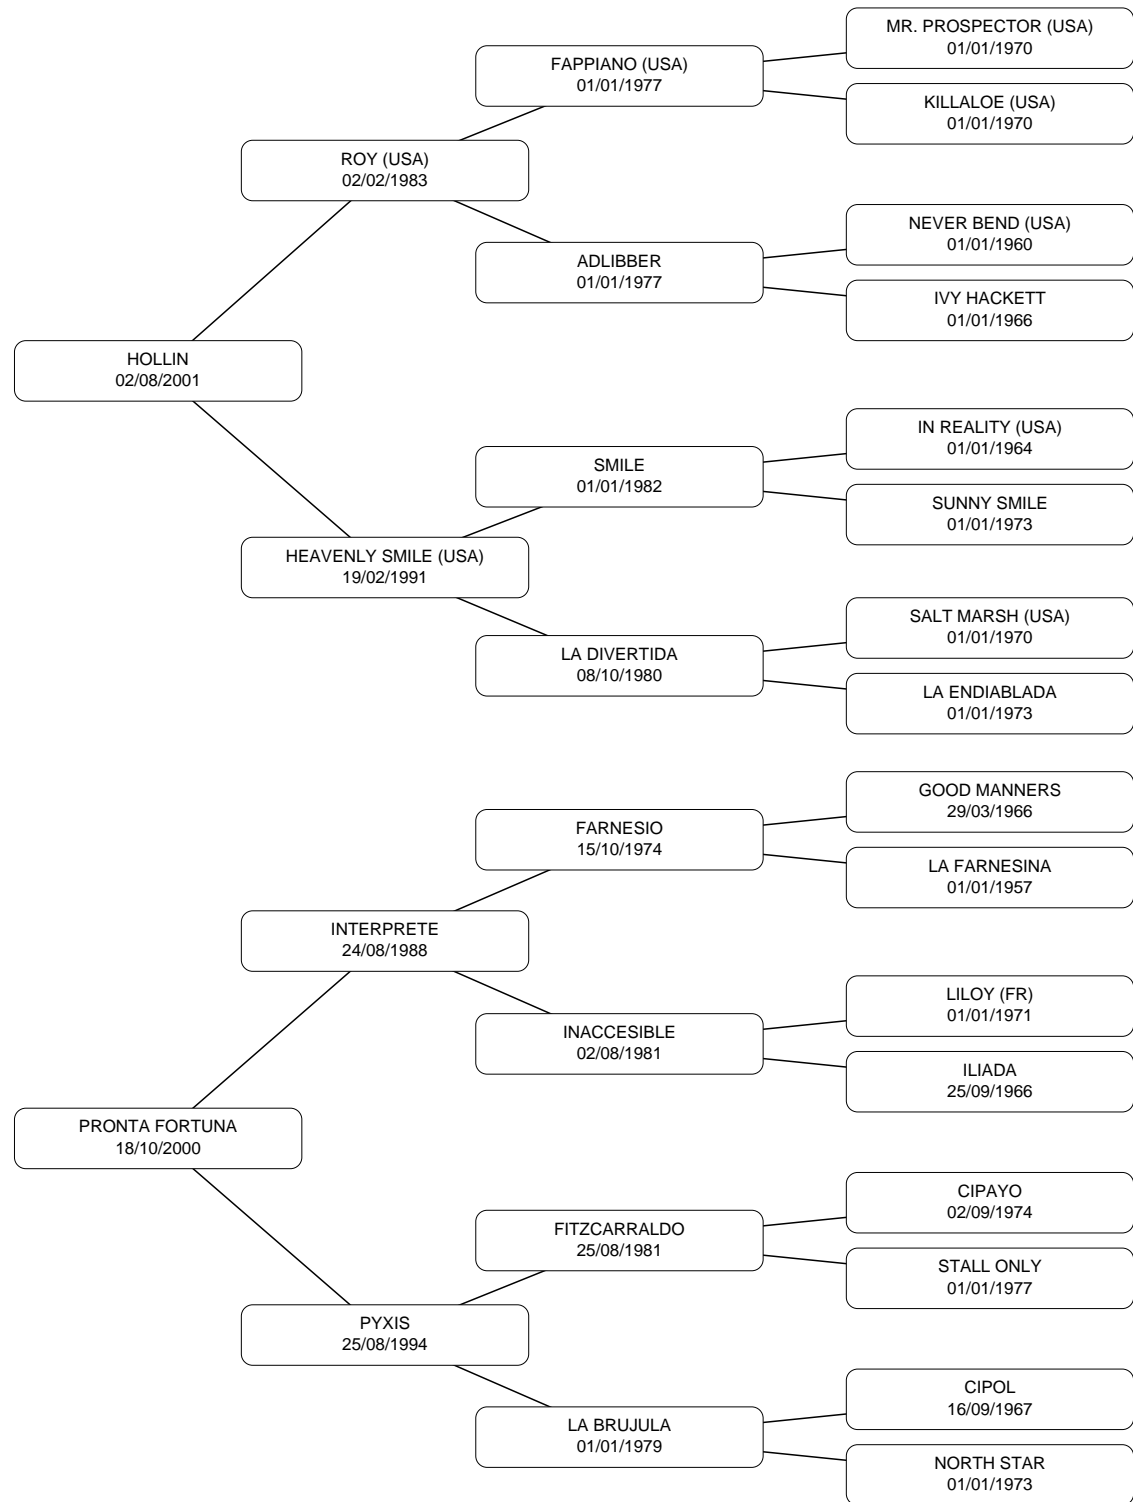 MR. PROSPECTOR (USA)
01/01/1970
FAPPIANO (USA)
01/01/1977
KILLALOE (USA)
01/01/1970
ROY (USA)
02/02/1983
NEVER BEND (USA)
01/01/1960
ADLIBBER
01/01/1977
IVY HACKETT
01/01/1966
HOLLIN
02/08/2001
IN REALITY (USA)
01/01/1964
SMILE
01/01/1982
SUNNY SMILE
01/01/1973
HEAVENLY SMILE (USA)
19/02/1991
SALT MARSH (USA)
01/01/1970
LA DIVERTIDA
08/10/1980
LA ENDIABLADA
01/01/1973
GOOD MANNERS
29/03/1966
FARNESIO
15/10/1974
LA FARNESINA
01/01/1957
INTERPRETE
24/08/1988
LILOY (FR)
01/01/1971
INACCESIBLE
02/08/1981
ILIADA
25/09/1966
PRONTA FORTUNA
18/10/2000
CIPAYO
02/09/1974
FITZCARRALDO
25/08/1981
STALL ONLY
01/01/1977
PYXIS
25/08/1994
CIPOL
16/09/1967
LA BRUJULA
01/01/1979
NORTH STAR
01/01/1973